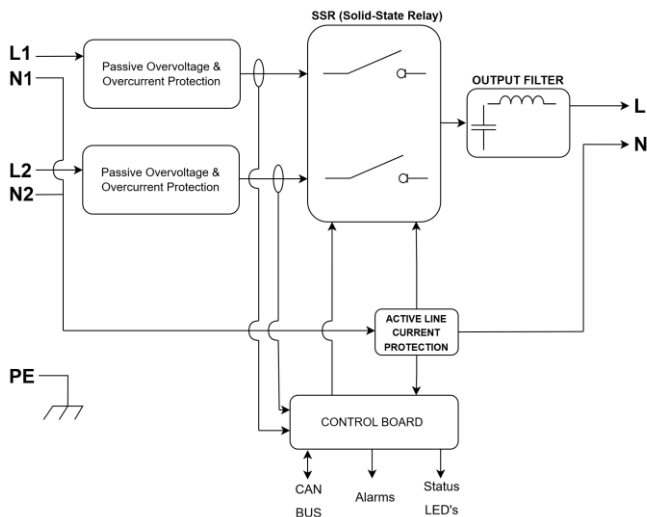 SSR (Solid-State Relay)
L1
N1
Passive Overvoltage &
Overcurrent Protection
OUTPUT FILTER
L
N
L2
N2
Passive Overvoltage &
Overcurrent Protection
ACTIVE LINE
CURRENT
PROTECTION
PE
CONTROL BOARD
CAN
BUS
Alarms
Status
LED's